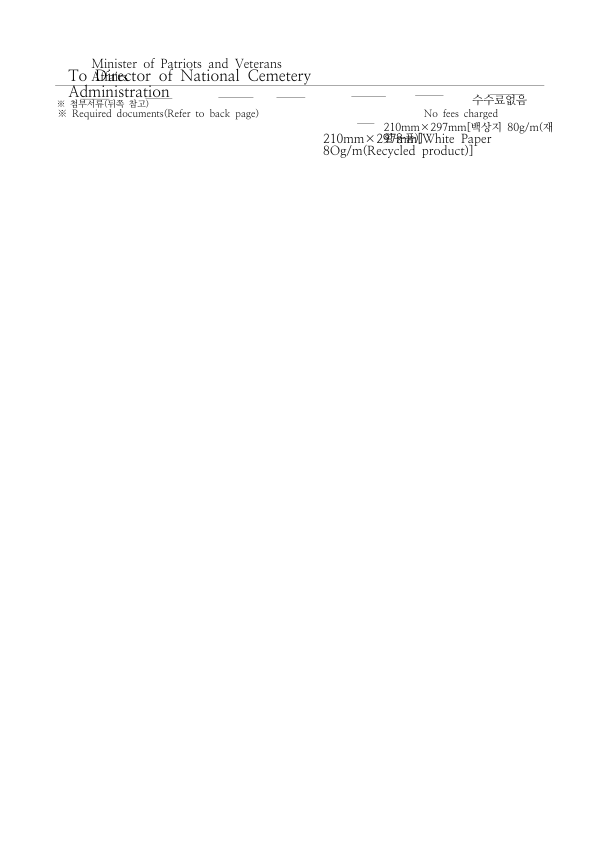 Minister of Patriots and Veterans
Affairs
To Director of National Cemetery
Administration
수수료없음
※ 첨부서류(뒤쪽 참고)
※ Required documents(Refer to back page)
No fees charged
210mm×297mm[백상지 80g/m(재
210mm×297mm[White Paper
8Og/m(Recycled product)]